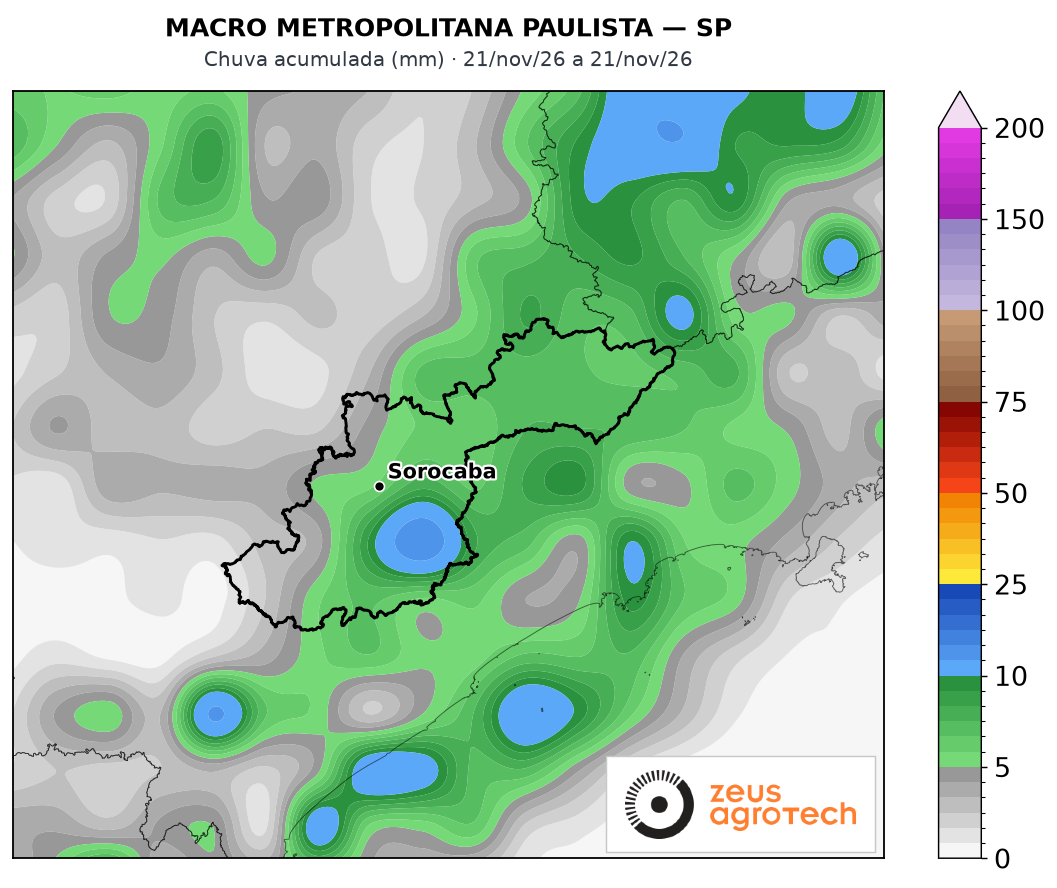 MACRO METROPOLITANA PAULISTA — SP
Chuva acumulada (mm) · 21/nov/26 a 21/nov/26
200
150
100
75
50
25
10
5
0
Sorocaba
zeus
agrotech